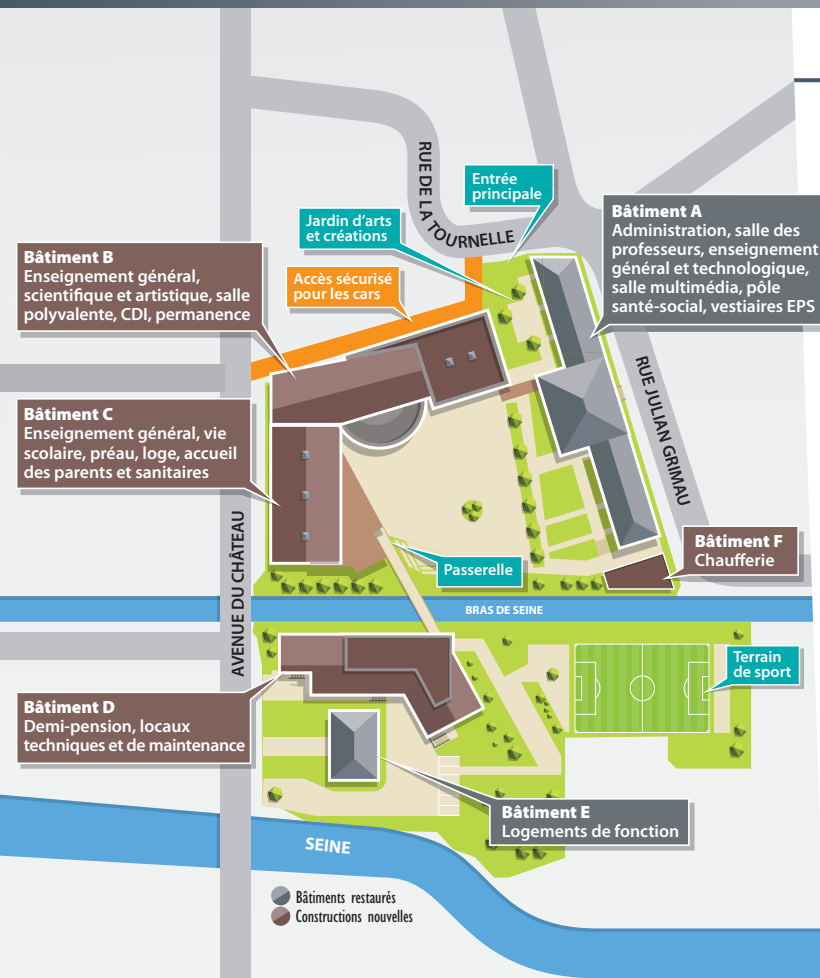 RUE DE LA TOURNELLE
Entrée
principale
Jardin d'arts
et créations
Bâtiment A
Administration, salle des
professeurs, enseignement
général et technologique,
salle multimédia, pôle
santé-social, vestiaires EPS
Bâtiment B
Enseignement général,
scientifique et artistique, salle
polyvalente, CDI, permanence
Accès sécurisé
pour les cars
RUE JULIAN GRIMAU
Bâtiment C
Enseignement général, vie
scolaire, préau, loge, accueil
des parents et sanitaires
AVENUE DU CHÂTEAU
Bâtiment F
Chaufferie
Passerelle
BRAS DE SEINE
Terrain
de sport
Bâtiment D
Demi-pension, locaux
techniques et de maintenance
Bâtiment E
Logements de fonction
SEINE
Bâtiments restaurés
Constructions nouvelles